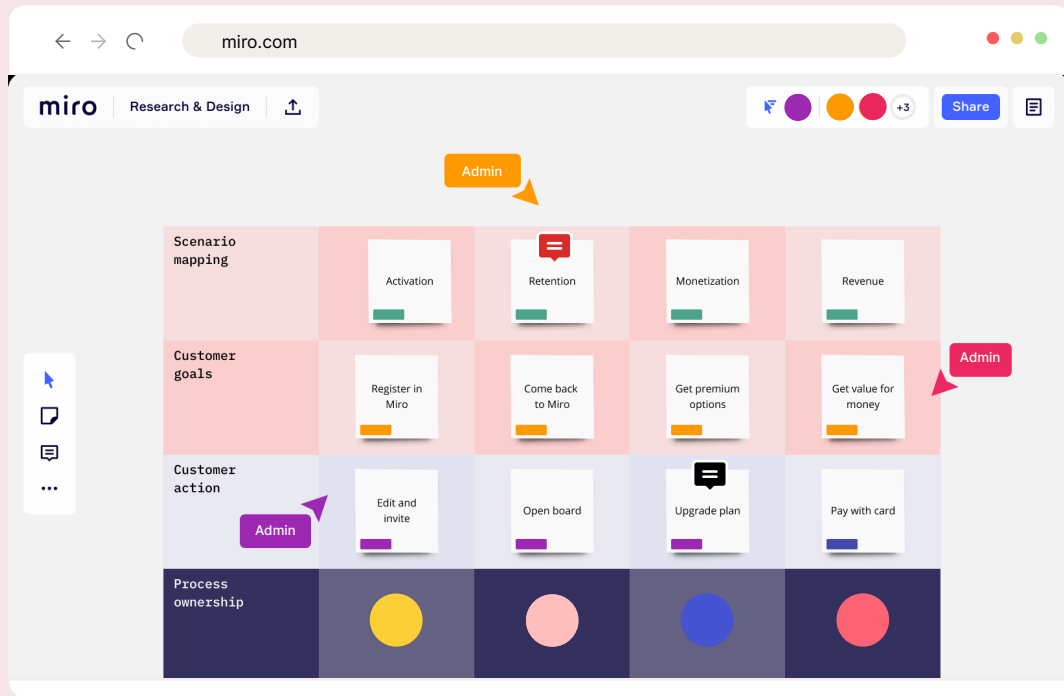 miro.com
miro
Research & Design
+3
Share
Admin
Scenario
mapping
Activation
Retention
Monetization
Revenue
Customer
goals
Register in
Miro
Come back
to Miro
Get premium
options
Get value for
money
Admin
Customer
action
Edit and
invite
Open board
Upgrade plan
Pay with card
Admin
Process
ownership